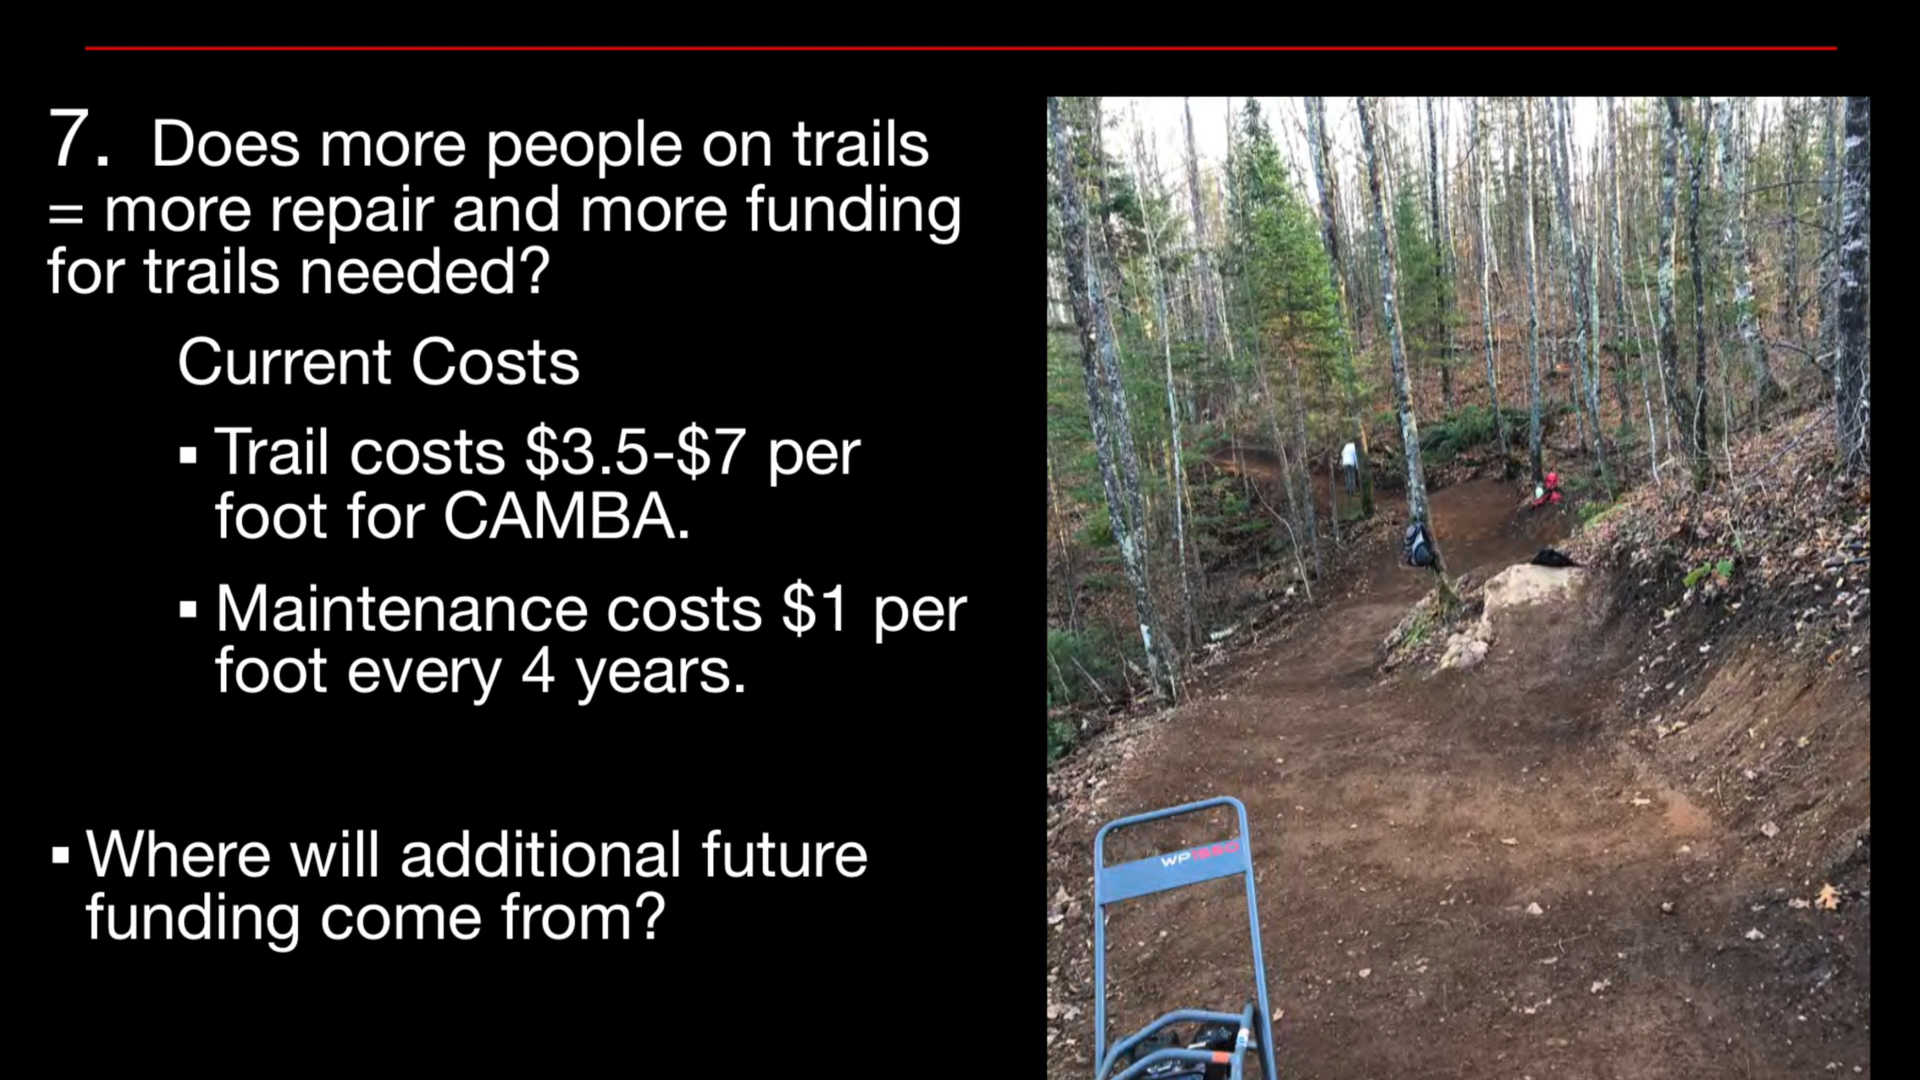 7. Does more people on trails
= more repair and more funding
for trails needed?
Current Costs
▪ Trail costs $3.5-$7 per
foot for CAMBA.
▪ Maintenance costs $1 per
foot every 4 years.
▪ Where will additional future
funding come from?
WP1550